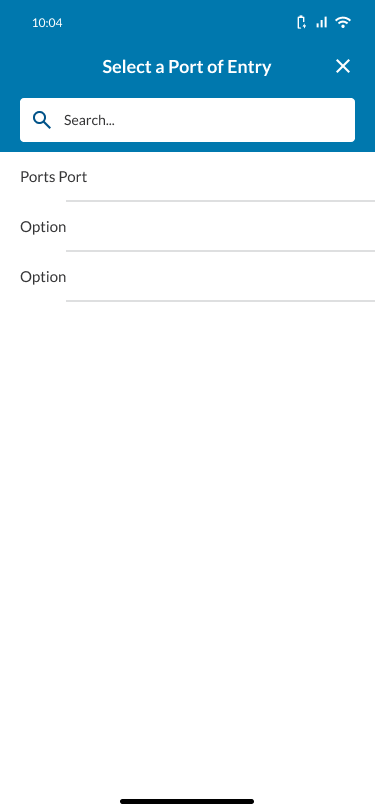 10:04
Select a Port of Entry
Search...
Ports Port
Option
Option